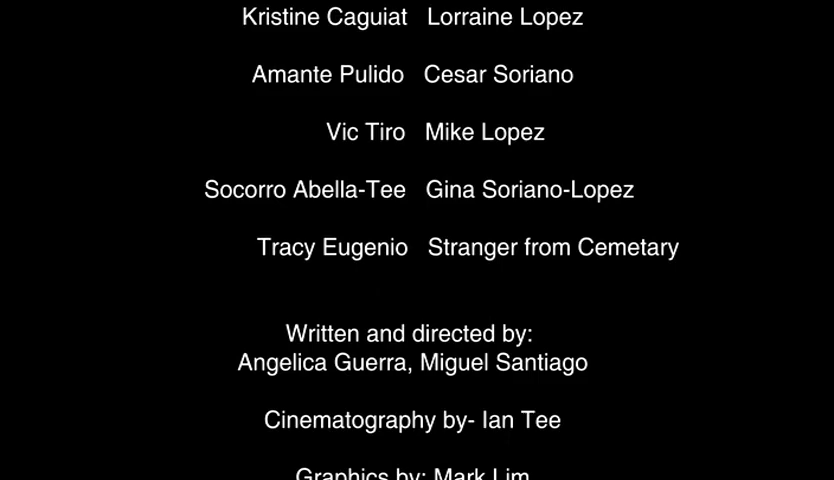 Kristine Caguiat Lorraine Lopez
Amante Pulido Cesar Soriano
Vic Tiro Mike Lopez
Socorro Abella-Tee Gina Soriano-Lopez
Tracy Eugenio Stranger from Cemetary
Written and directed by:
Angelica Guerra, Miguel Santiago
Cinematography by- Ian Tee
Graphics by: Mark Lim